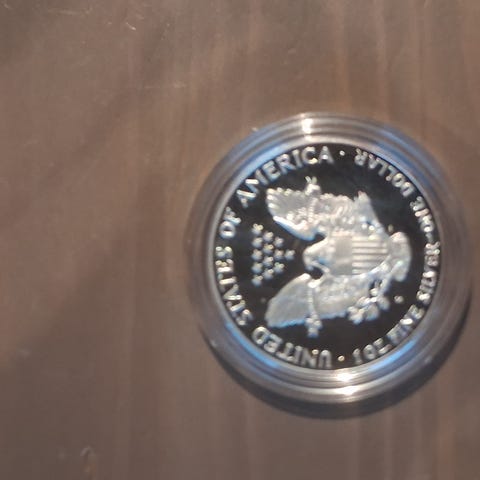 UNITED STATES OF AMERICA
1 OZ. FINE SILVER~ONE DOLLAR